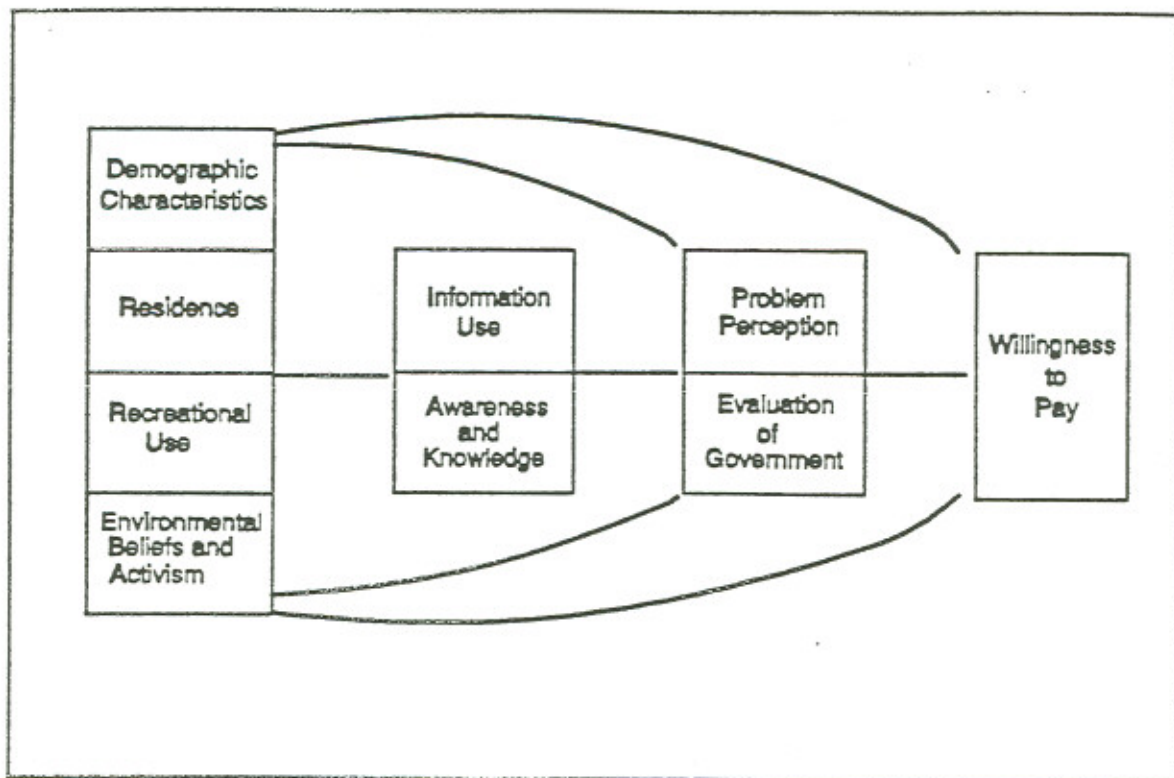 Demographic
Characteristics
Residence
Recreational
Use
Environmental
Beliefs and
Activism
Information
Use
Awareness
and
Knowledge
Problem
Perception
Evaluation
of
Government
Willingness
to
Pay